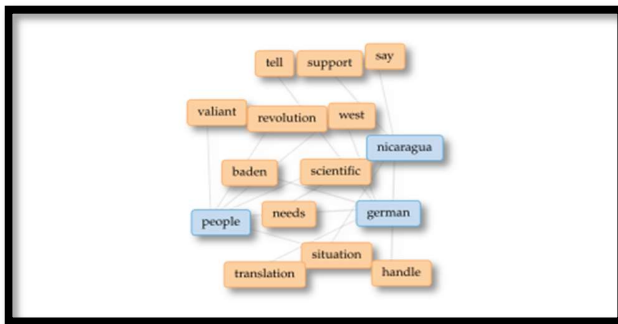 tell support say
valiant revolution west
nicaragua
baden scientific
people needs german
situation
translation handle